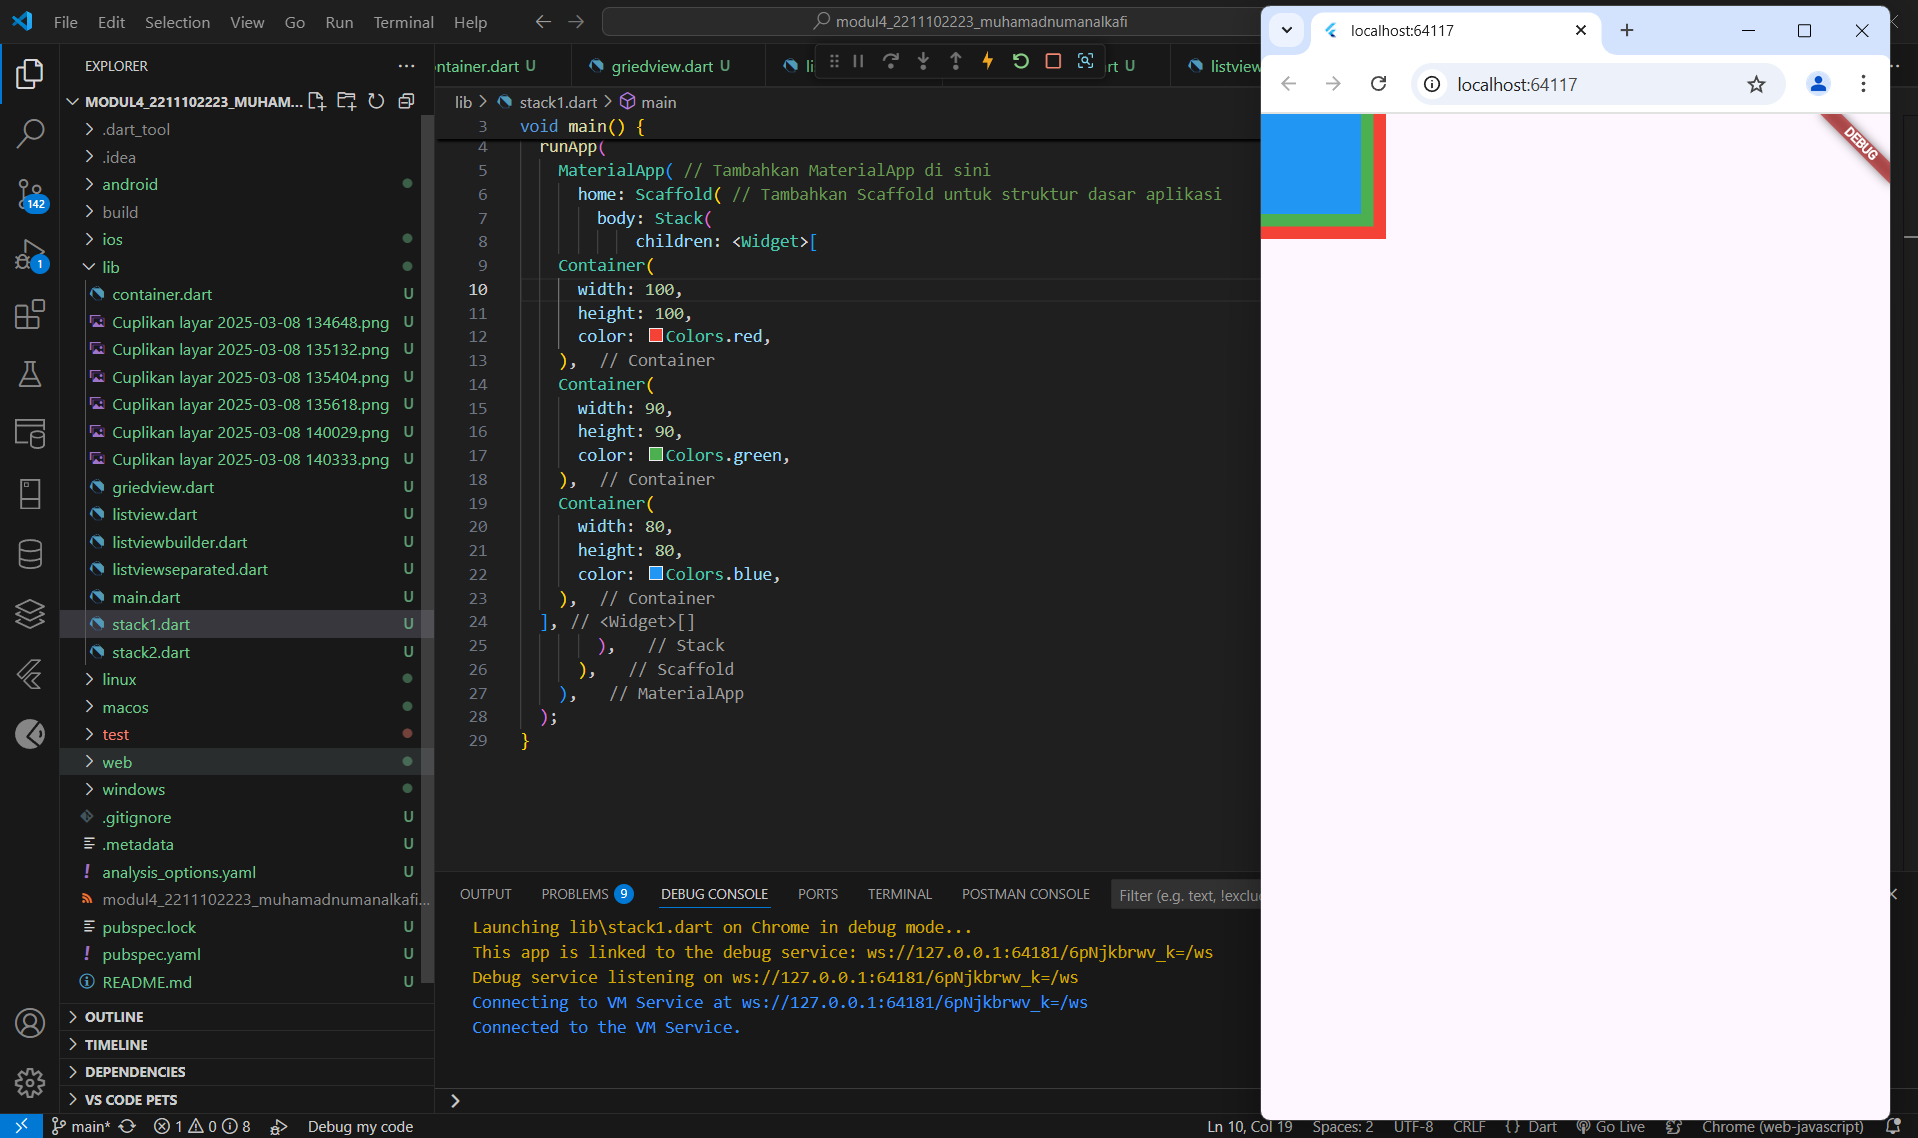 File Edit Selection View Go Run Terminal Help
modul4_2211102223_muhamadnumanalkafi
EXPLORER
MODUL4_2211102223_MUHAM...
.dart_tool
.idea
android
142
build
ios
1
lib
container.dart U
Cuplikan layar 2025-03-08 134648.png U
Cuplikan layar 2025-03-08 135132.png U
Cuplikan layar 2025-03-08 135404.png U
Cuplikan layar 2025-03-08 135618.png U
Cuplikan layar 2025-03-08 140029.png U
Cuplikan layar 2025-03-08 140333.png U
griedview.dart U
listview.dart U
listviewbuilder.dart U
listviewseparated.dart U
main.dart U
stack1.dart U
stack2.dart U
linux
macos
test
web
windows
.gitignore U
.metadata U
analysis_options.yaml U
modul4_2211102223_muhamadnumanalkafi...
pubspec.lock U
pubspec.yaml U
README.md U
OUTLINE
TIMELINE
DEPENDENCIES
VS CODE PETS
ntainer.dart U griedview.dart U li rt U listview
lib > stack1.dart > main
3 void main() {
4 runApp(
5 MaterialApp( // Tambahkan MaterialApp di sini
6 home: Scaffold( // Tambahkan Scaffold untuk struktur dasar aplikasi
7 body: Stack(
8 children: <Widget>[
9 Container(
10 width: 100,
11 height: 100,
12 color: Colors.red,
13 ), // Container
14 Container(
15 width: 90,
16 height: 90,
17 color: Colors.green,
18 ), // Container
19 Container(
20 width: 80,
21 height: 80,
22 color: Colors.blue,
23 ), // Container
24 ], // <Widget>[]
25 ), // Stack
26 ), // Scaffold
27 ), // MaterialApp
28 );
29 }
OUTPUT PROBLEMS 9 DEBUG CONSOLE PORTS TERMINAL POSTMAN CONSOLE Filter (e.g. text, !exclu
Launching lib\stack1.dart on Chrome in debug mode...
This app is linked to the debug service: ws://127.0.0.1:64181/6pNjkbrwv_k=/ws
Debug service listening on ws://127.0.0.1:64181/6pNjkbrwv_k=/ws
Connecting to VM Service at ws://127.0.0.1:64181/6pNjkbrwv_k=/ws
Connected to the VM Service.
localhost:64117
localhost:64117
DEBUG
main* 1 0 8 Debug my code Ln 10, Col 19 Spaces: 2 UTF-8 CRLF {} Dart Go Live Chrome (web-javascript)